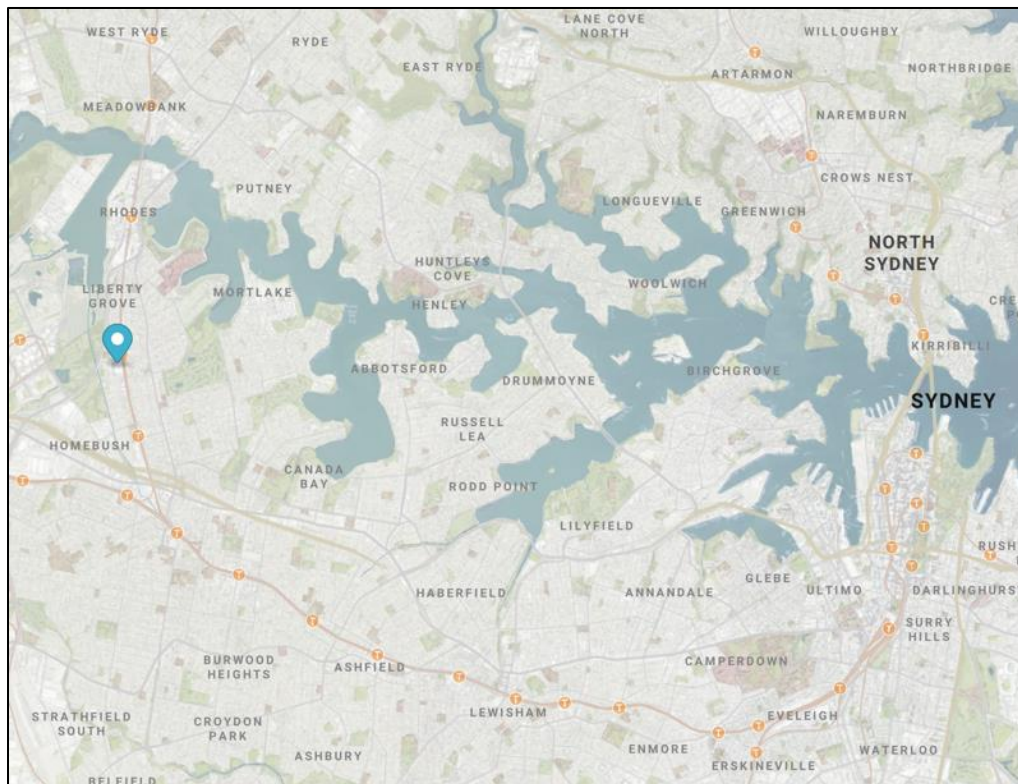 LANE COVE
NORTH
WEST RYDE
RYDE
WILLOUGHBY
EAST RYDE
ARTARMON
NORTHBRIDGE
MEADOWBANK
NAREMBURN
CROWS NEST
PUTNEY
LONGUEVILLE
GREENWICH
RHODES
NORTH
SYDNEY
HUNTLEYS
COVE
LIBERTY
GROVE
MORTLAKE
WOOLWICH
HENLEY
KIRRIBILLI
ABBOTSFORD
DRUMMOYNE
BIRCHGROVE
SYDNEY
RUSSELL
LEA
HOMEBUSH
CANADA
BAY
RODD POINT
LILYFIELD
HABERFIELD
ANNANDALE
GLEBE
ULTIMO
DARLINGHURS
SURRY
HILLS
BURWOOD
HEIGHTS
ASHFIELD
CAMPERDOWN
STRATHFIELD
SOUTH
CROYDON
PARK
LEWISHAM
EVELEIGH
ENMORE
WATERLOO
ASHBURY
ERSKINEVILLE
BELFIELD